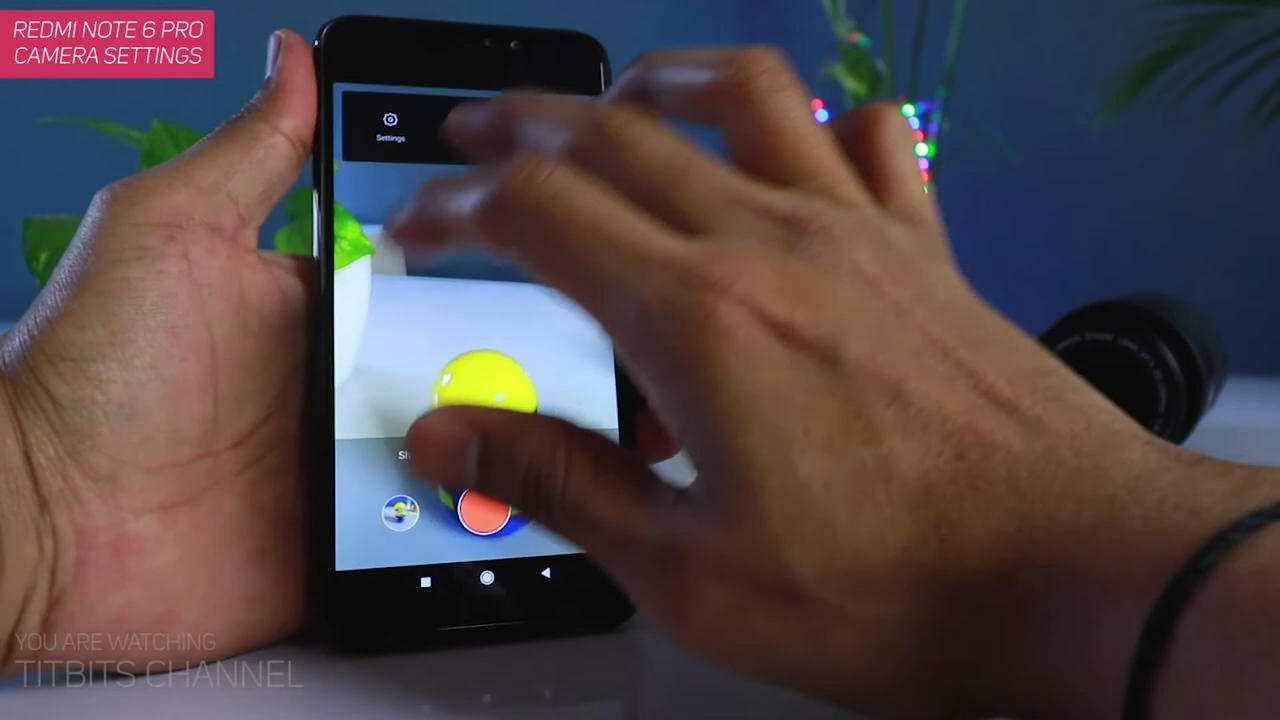 REDMI NOTE 6 PRO
CAMERA SETTINGS
Settings
YOU ARE WATCHING
TITBITS CHANNEL